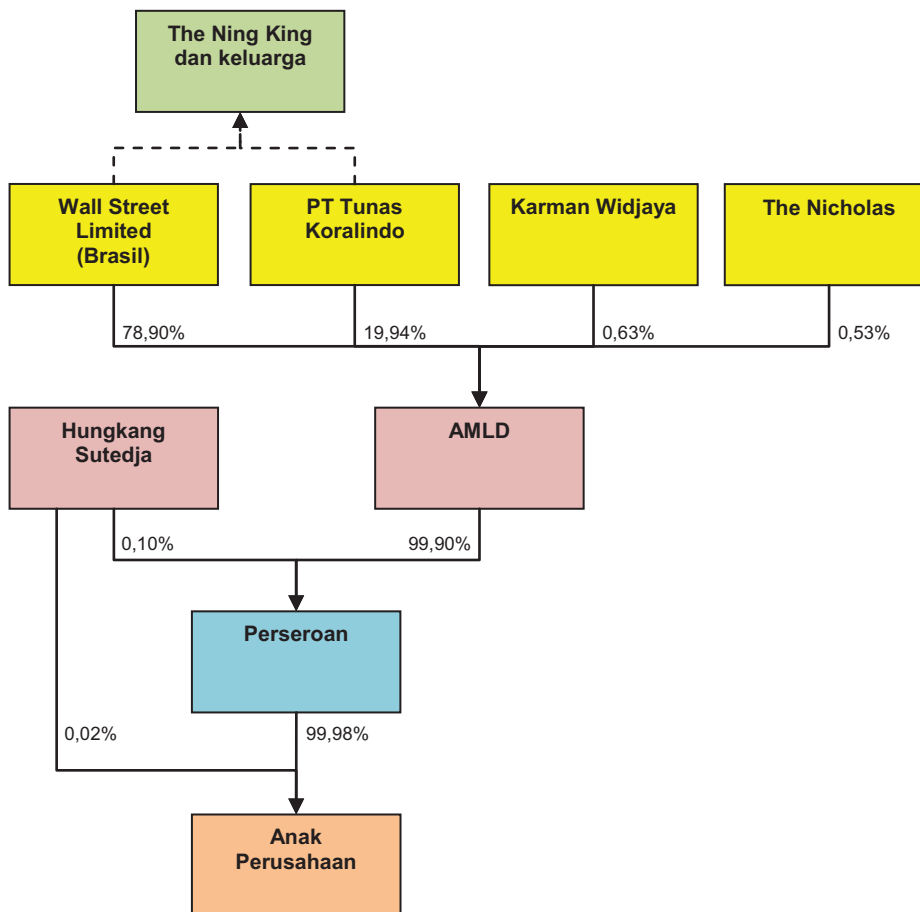 The Ning King
dan keluarga
Wall Street
Limited
(Brasil)
PT Tunas
Koralindo
Karman Widjaya
The Nicholas
78,90%
19,94%
0,63%
0,53%
Hungkang
Sutedja
AMLD
0,10%
99,90%
Perseroan
0,02%
99,98%
Anak
Perusahaan